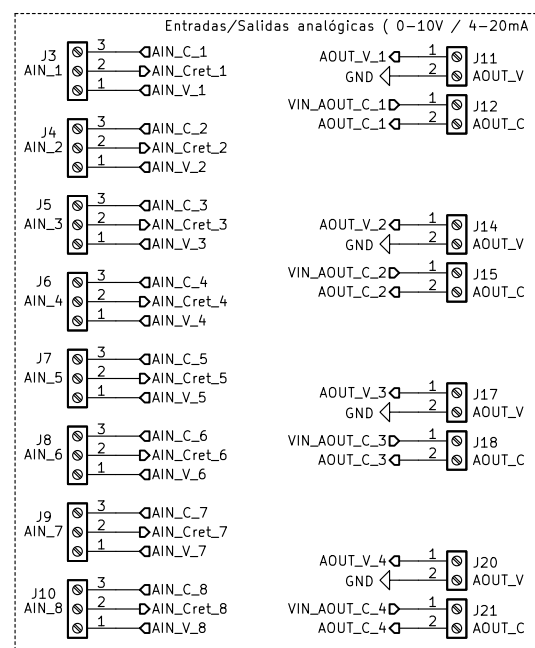 Entradas/Salidas analógicas ( 0-10V / 4-20mA
J3
AIN_1
3 AIN_C_1
2 AIN_Cret_1
1 AIN_V_1
J4
AIN_2
3 AIN_C_2
2 AIN_Cret_2
1 AIN_V_2
J5
AIN_3
3 AIN_C_3
2 AIN_Cret_3
1 AIN_V_3
J6
AIN_4
3 AIN_C_4
2 AIN_Cret_4
1 AIN_V_4
J7
AIN_5
3 AIN_C_5
2 AIN_Cret_5
1 AIN_V_5
J8
AIN_6
3 AIN_C_6
2 AIN_Cret_6
1 AIN_V_6
J9
AIN_7
3 AIN_C_7
2 AIN_Cret_7
1 AIN_V_7
J10
AIN_8
3 AIN_C_8
2 AIN_Cret_8
1 AIN_V_8
AOUT_V_1 1 J11
GND 2 AOUT_V
VIN_AOUT_C_1 1 J12
AOUT_C_1 2 AOUT_C
AOUT_V_2 1 J14
GND 2 AOUT_V
VIN_AOUT_C_2 1 J15
AOUT_C_2 2 AOUT_C
AOUT_V_3 1 J17
GND 2 AOUT_V
VIN_AOUT_C_3 1 J18
AOUT_C_3 2 AOUT_C
AOUT_V_4 1 J20
GND 2 AOUT_V
VIN_AOUT_C_4 1 J21
AOUT_C_4 2 AOUT_C